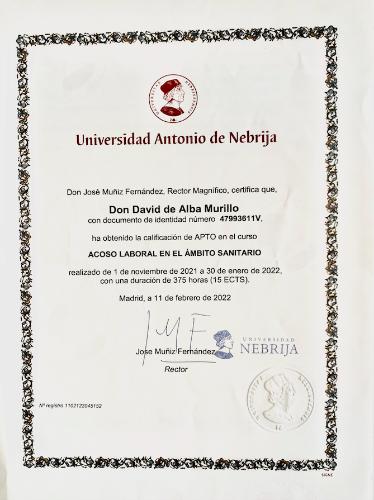 Universidad Antonio de Nebrija
Don José Muñiz Fernández, Rector Magnífico, certifica que,
Don David de Alba Murillo
con documento de identidad número 47993611V,
ha obtenido la calificación de APTO en el curso
ACOSO LABORAL EN EL ÁMBITO SANITARIO
realizado de 1 de noviembre de 2021 a 30 de enero de 2022,
con una duración de 375 horas (15 ECTS).
Madrid, a 11 de febrero de 2022
José Muñiz Fernández
Rector
UNIVERSIDAD
NEBRIJA
Nº registro 1102122045152